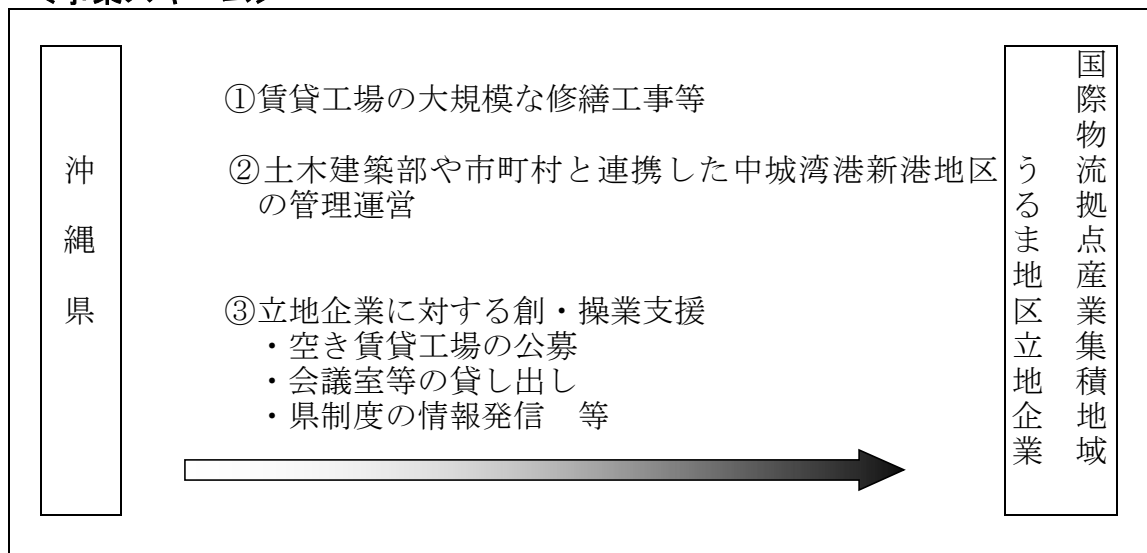 沖縄県
①賃貸工場の大規模な修繕工事等
②土木建築部や市町村と連携した中城湾港新港地区
の管理運営
③立地企業に対する創・操業支援
・空き賃貸工場の公募
・会議室等の貸し出し
・県制度の情報発信　等
国際物流拠点産業集積地域
うるま地区立地企業